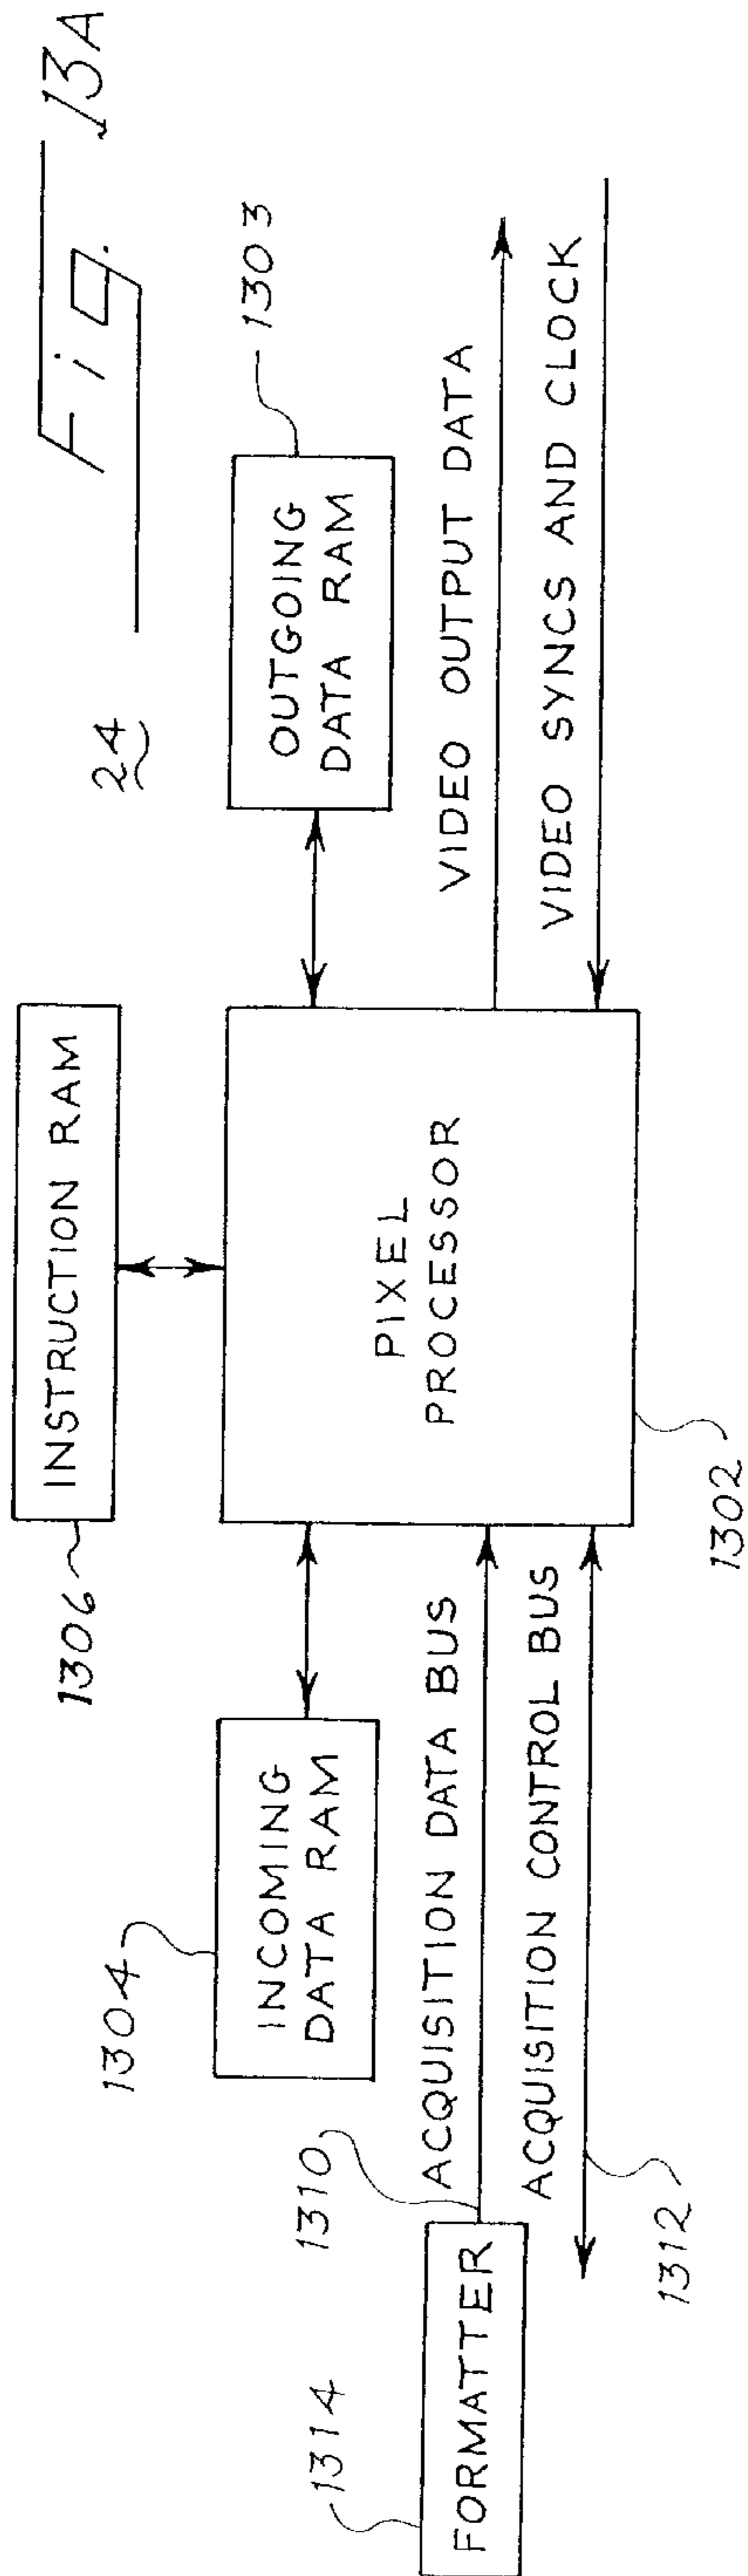 Fig. 13A
24
INSTRUCTION RAM
1306
1304
INCOMING
DATA RAM
OUTGOING
DATA RAM
1303
PIXEL
PROCESSOR
1302
1314
FORMATTER
1310
ACQUISITION DATA BUS
ACQUISITION CONTROL BUS
1312
VIDEO OUTPUT DATA
VIDEO SYNCS AND CLOCK